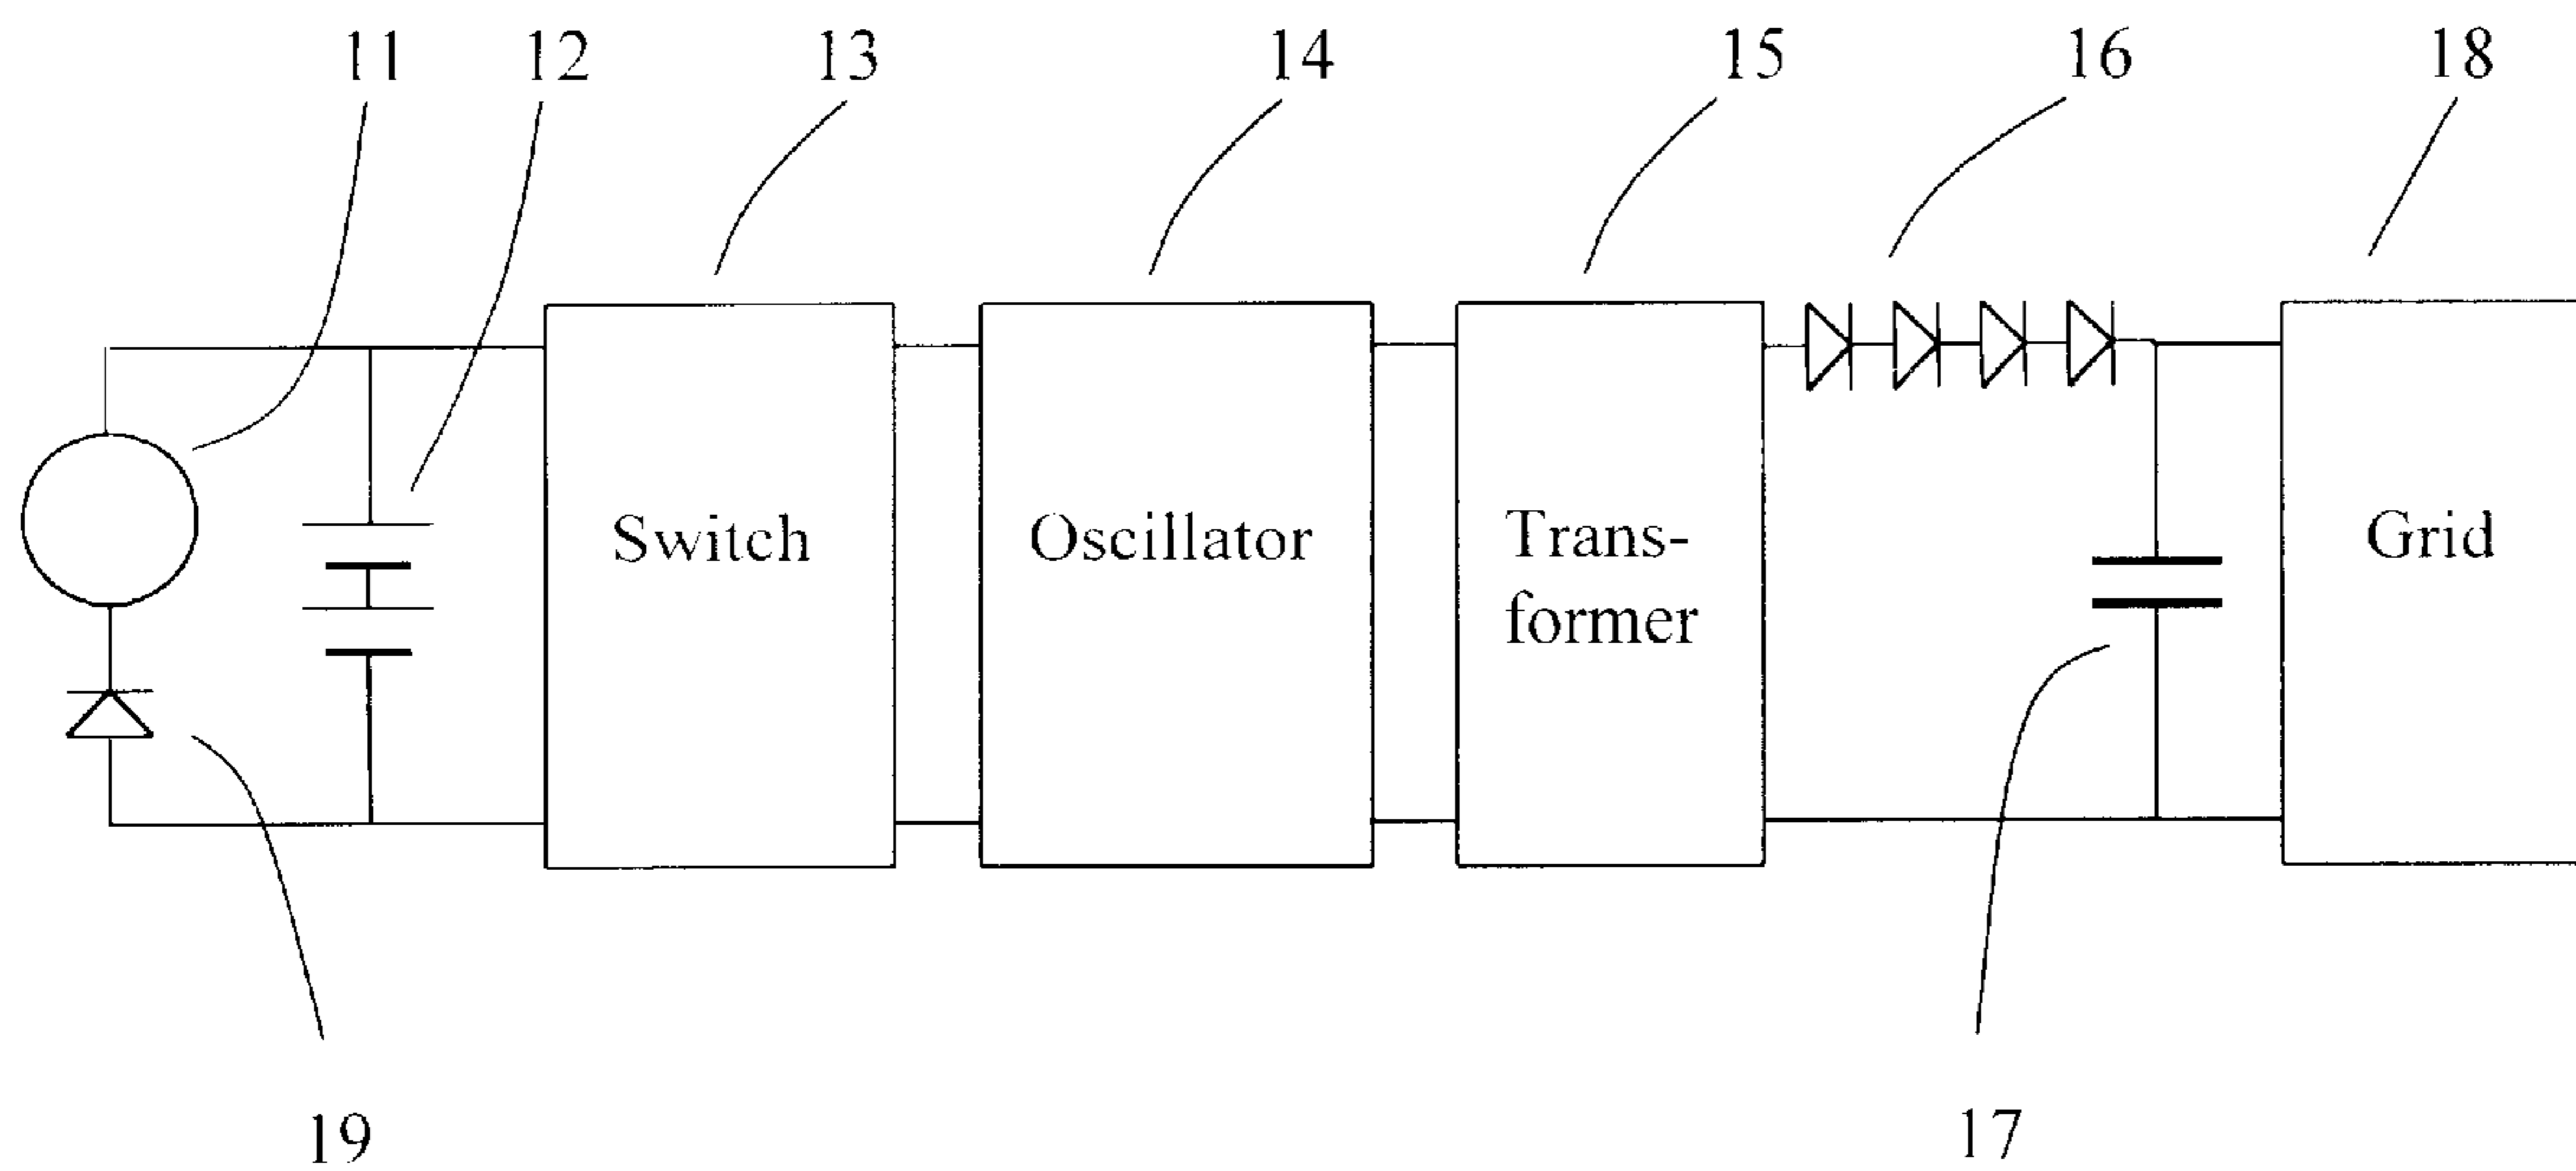 11
12
13
14
15
16
18
Switch
Oscillator
Trans-
former
Grid
19
17